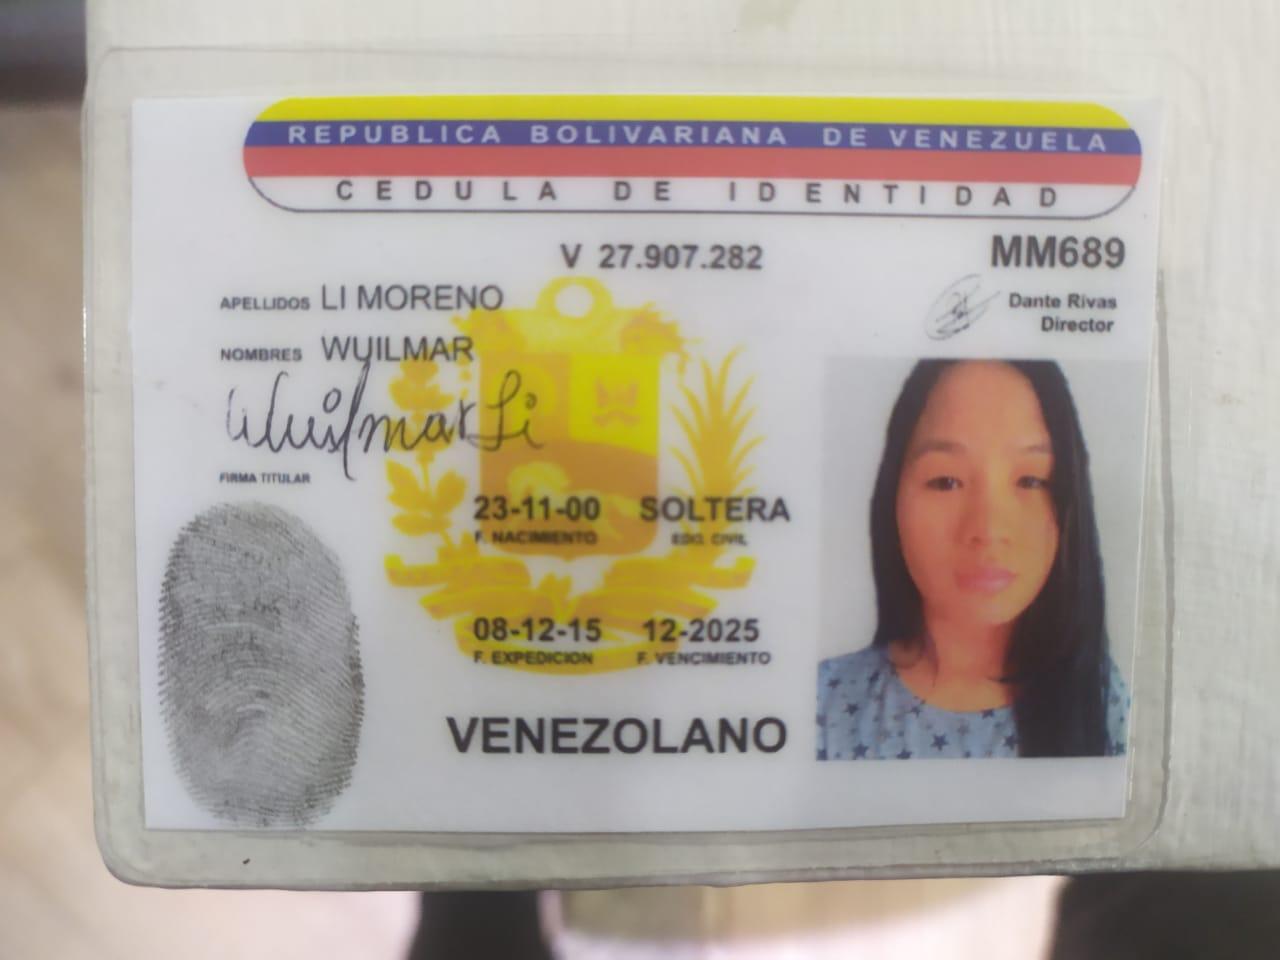 REPUBLICA BOLIVARIANA DE VENEZUELA
CEDULA DE IDENTIDAD
V 27.907.282
MM689
APELLIDOS LI MORENO
Dante Rivas
Director
NOMBRES WUILMAR
Wuilmar Li
FIRMA TITULAR
23-11-00 SOLTERA
F. NACIMIENTO EDO. CIVIL
08-12-15 12-2025
F. EXPEDICION F. VENCIMIENTO
VENEZOLANO